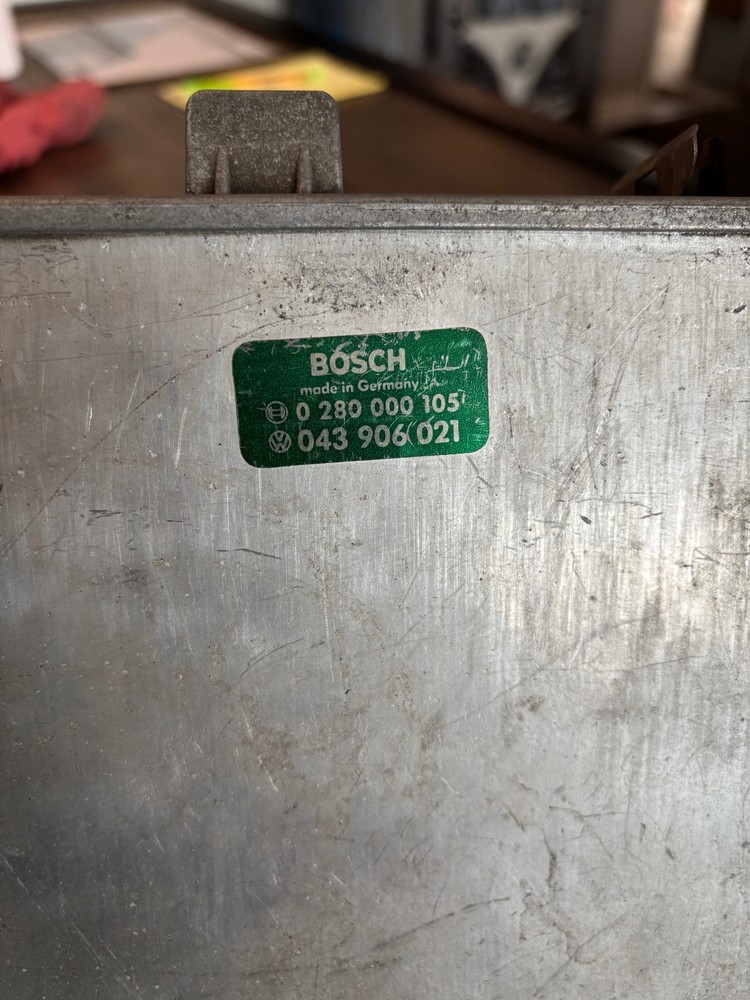 BOSCH
made in Germany
0 280 000 105
043 906 021